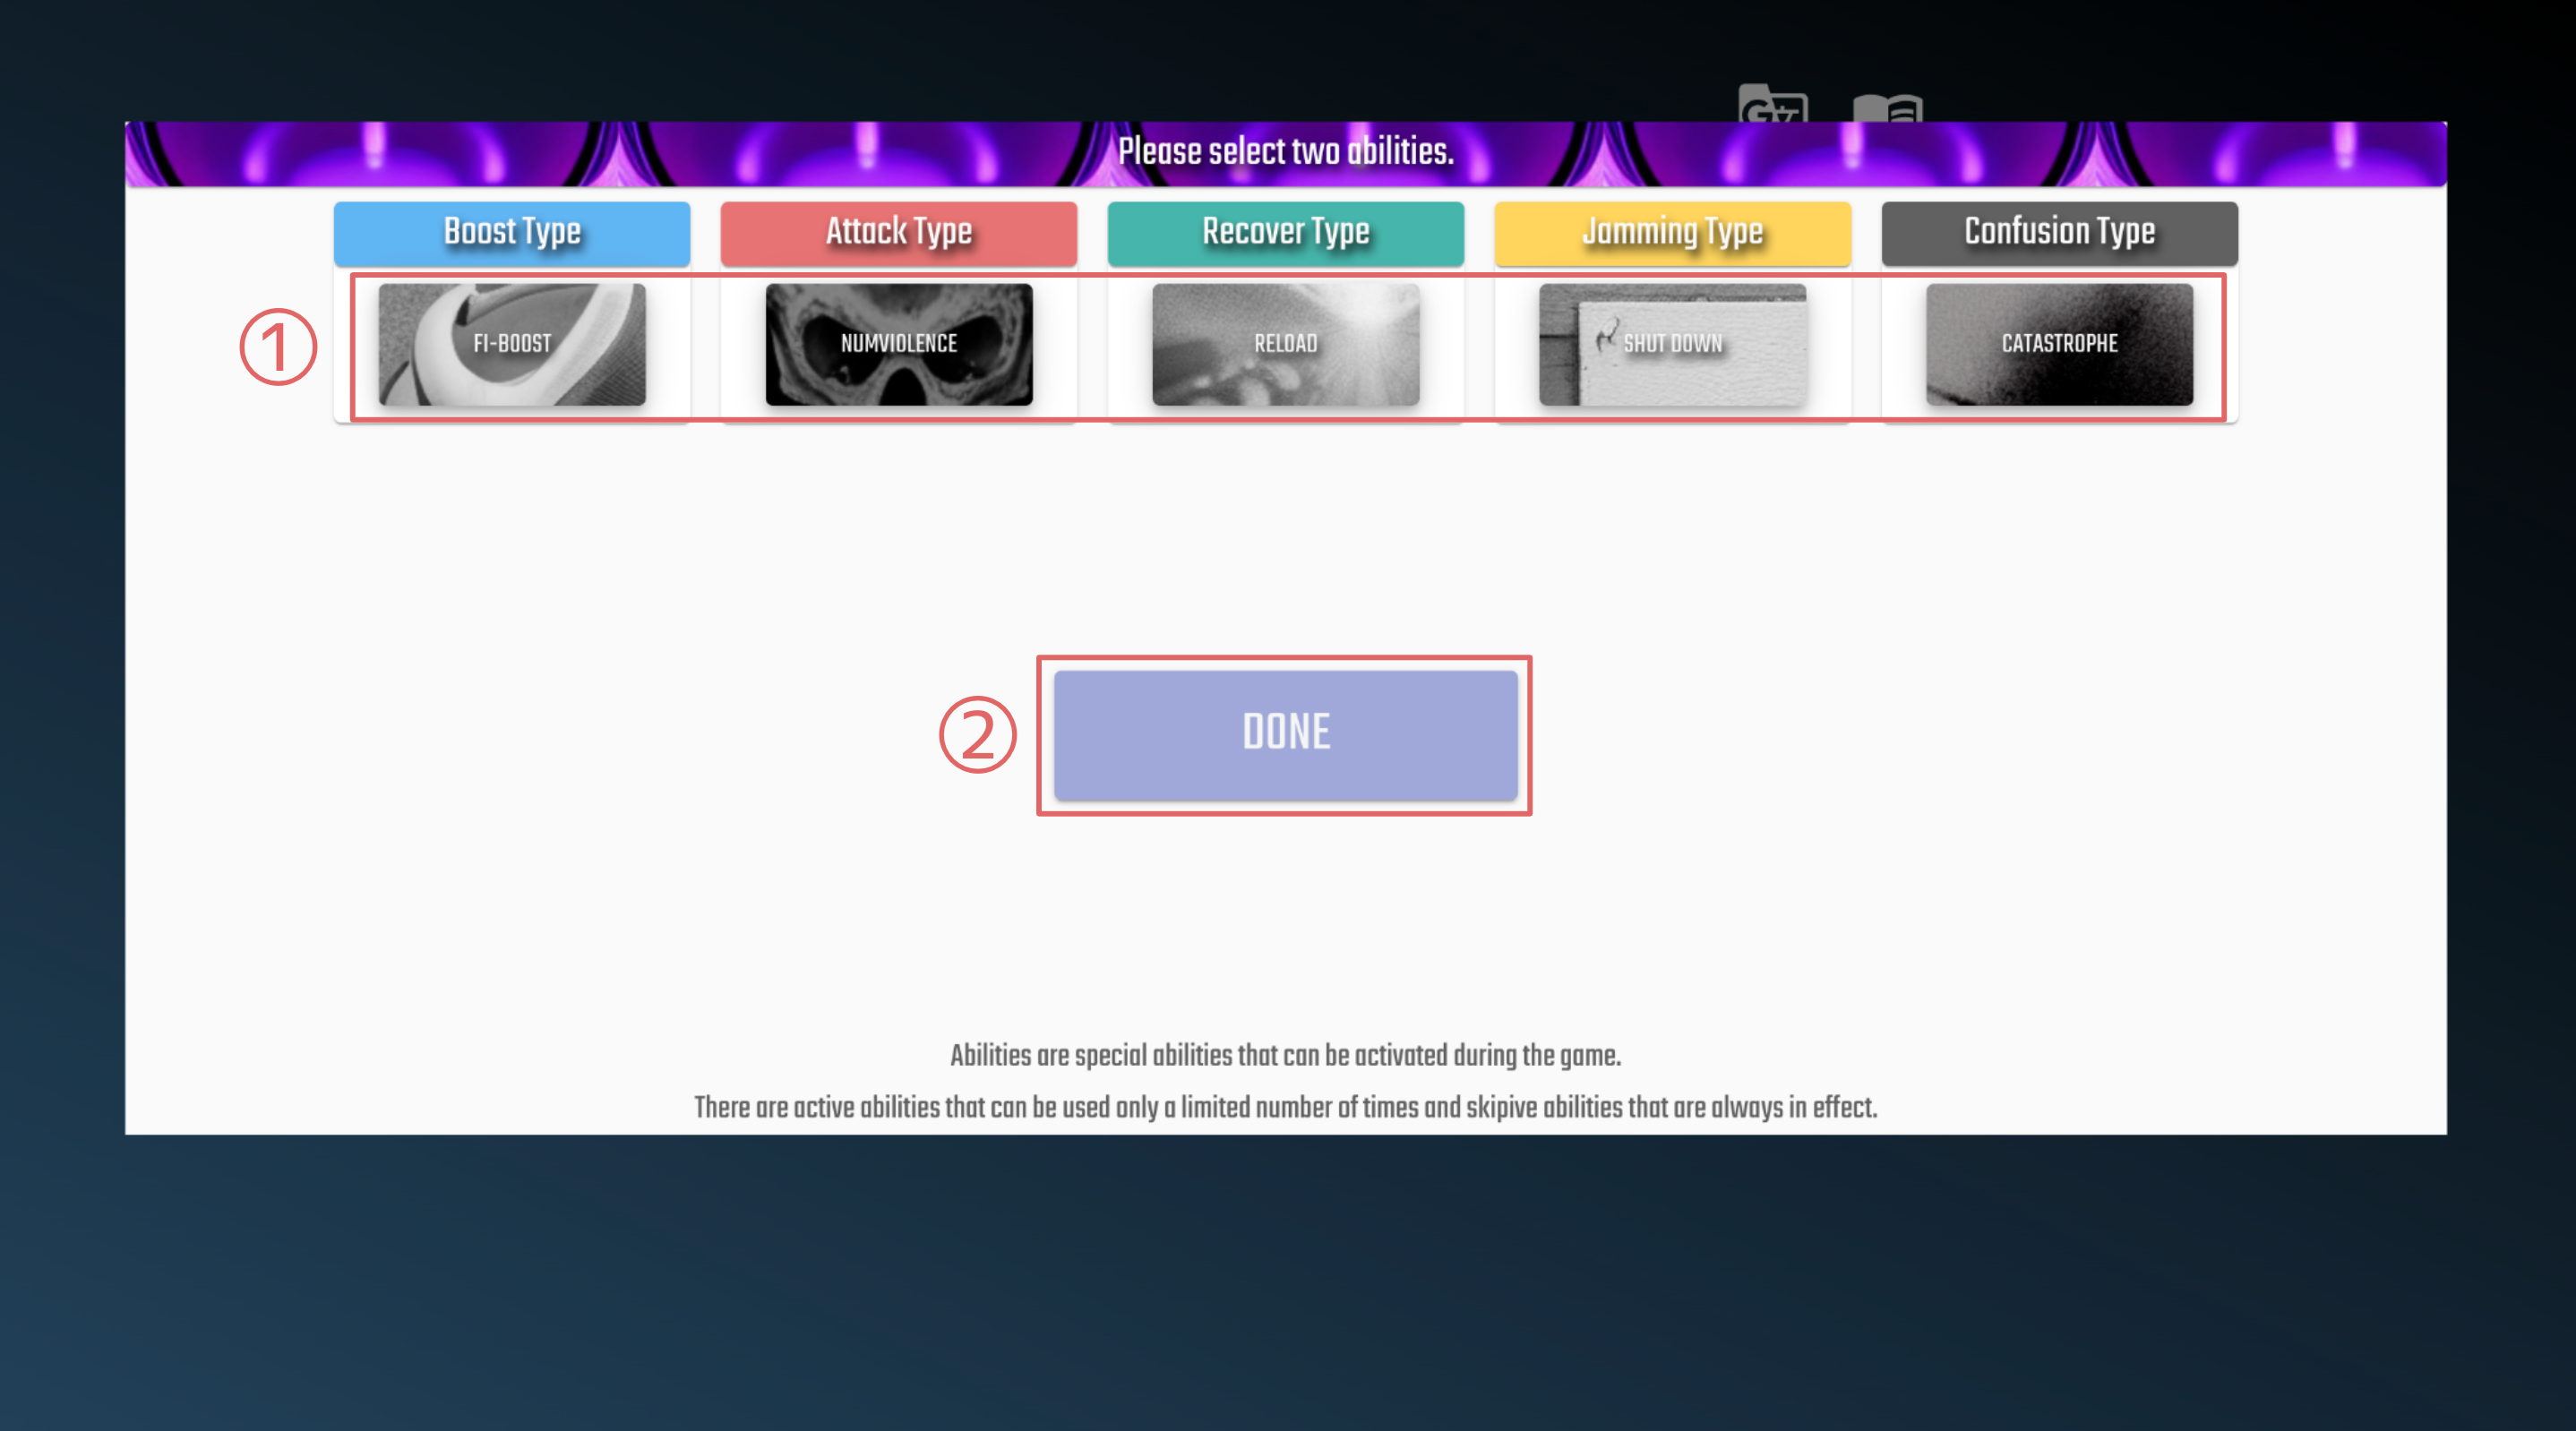 Please select two abilities.
Boost Type
Attack Type
Recover Type
Jamming Type
Confusion Type
①
FI-BOOST
NUMVIOLENCE
RELOAD
SHUT DOWN
CATASTROPHE
②
DONE
Abilities are special abilities that can be activated during the game.
There are active abilities that can be used only a limited number of times and skipive abilities that are always in effect.